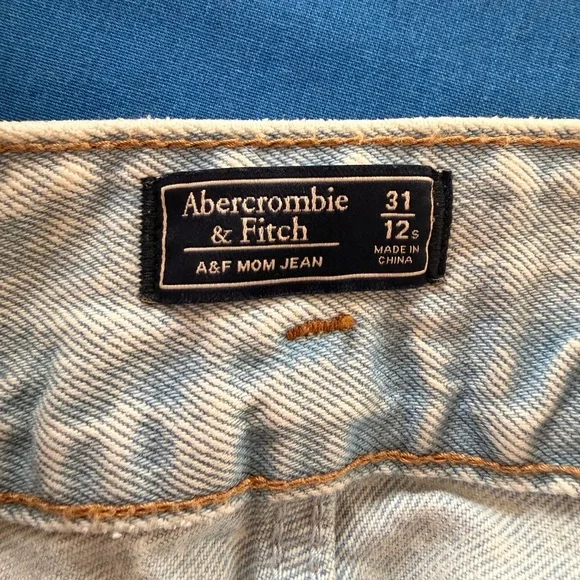 Abercrombie
& Fitch
A&F MOM JEAN
31
12s
MADE IN
CHINA